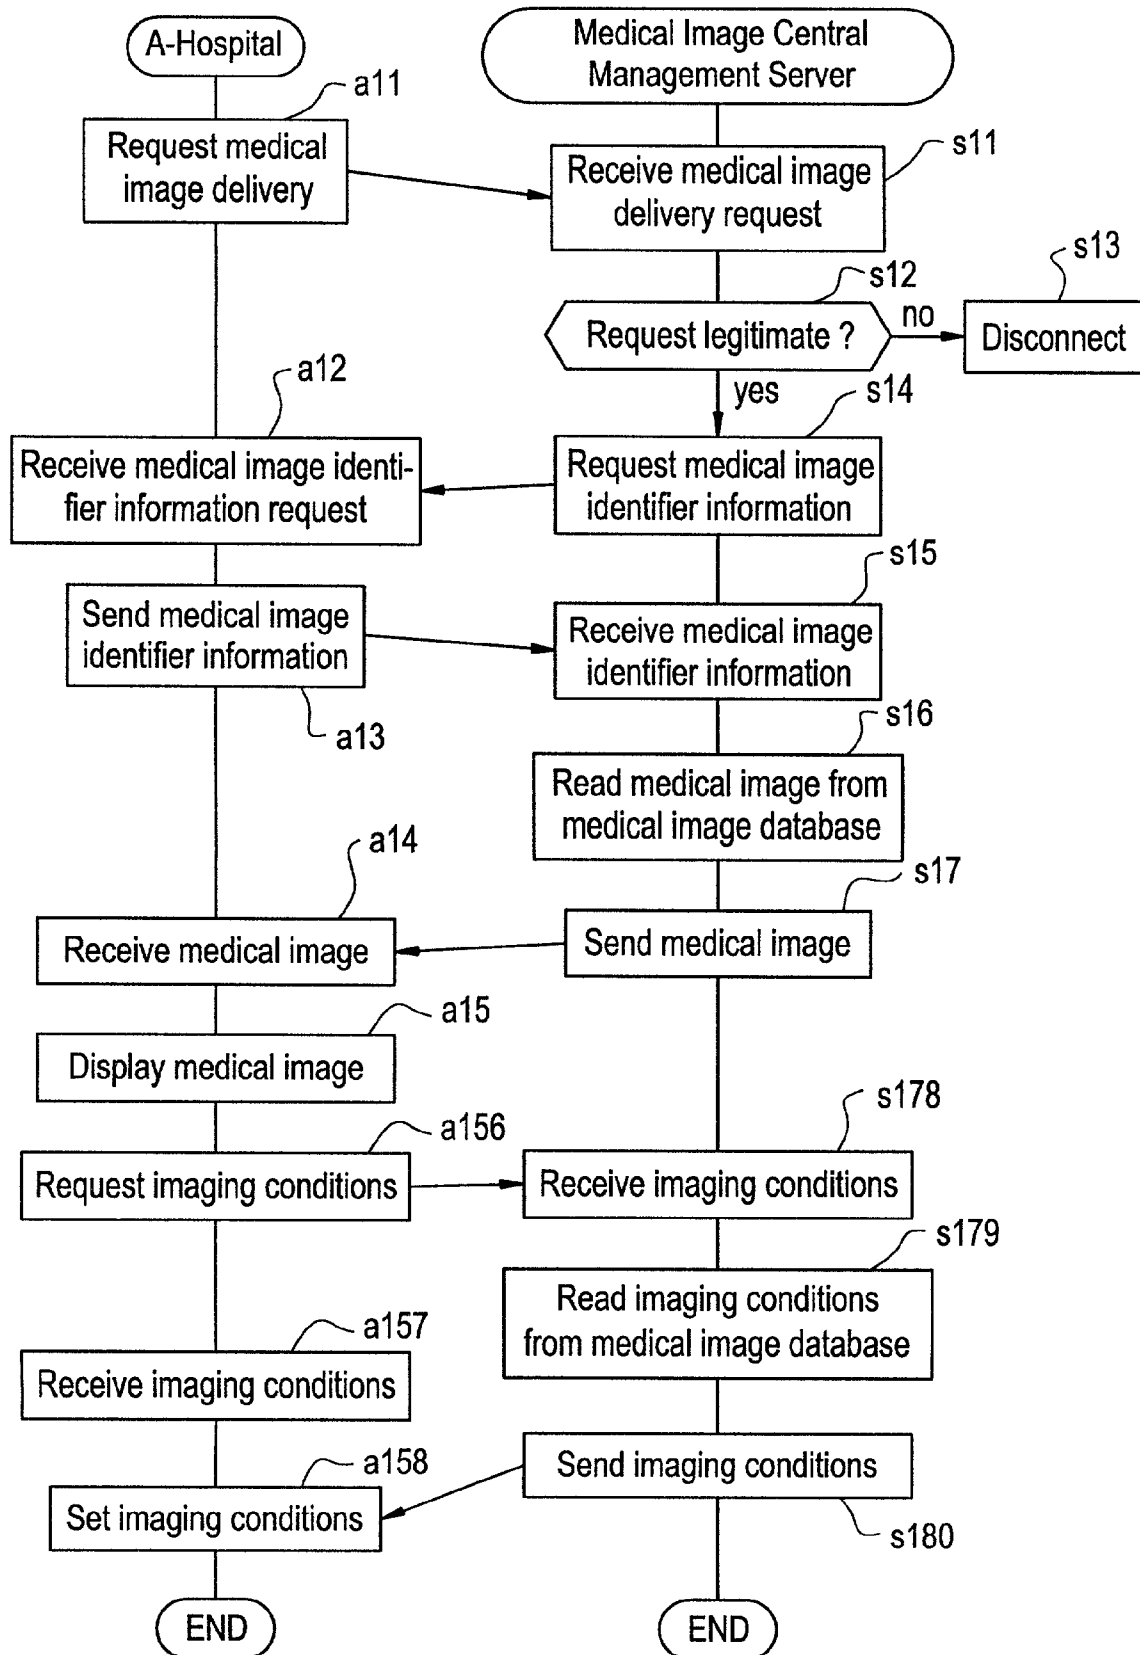 A-Hospital
Medical Image Central
Management Server
a11
Request medical
image delivery
s11
Receive medical image
delivery request
s12
Request legitimate ?
no
s13
Disconnect
yes
a12
Receive medical image identi-
fier information request
s14
Request medical image
identifier information
Send medical image
identifier information
a13
s15
Receive medical image
identifier information
s16
Read medical image from
medical image database
a14
Receive medical image
s17
Send medical image
a15
Display medical image
a156
Request imaging conditions
s178
Receive imaging conditions
s179
Read imaging conditions
from medical image database
a157
Receive imaging conditions
Send imaging conditions
s180
a158
Set imaging conditions
END
END